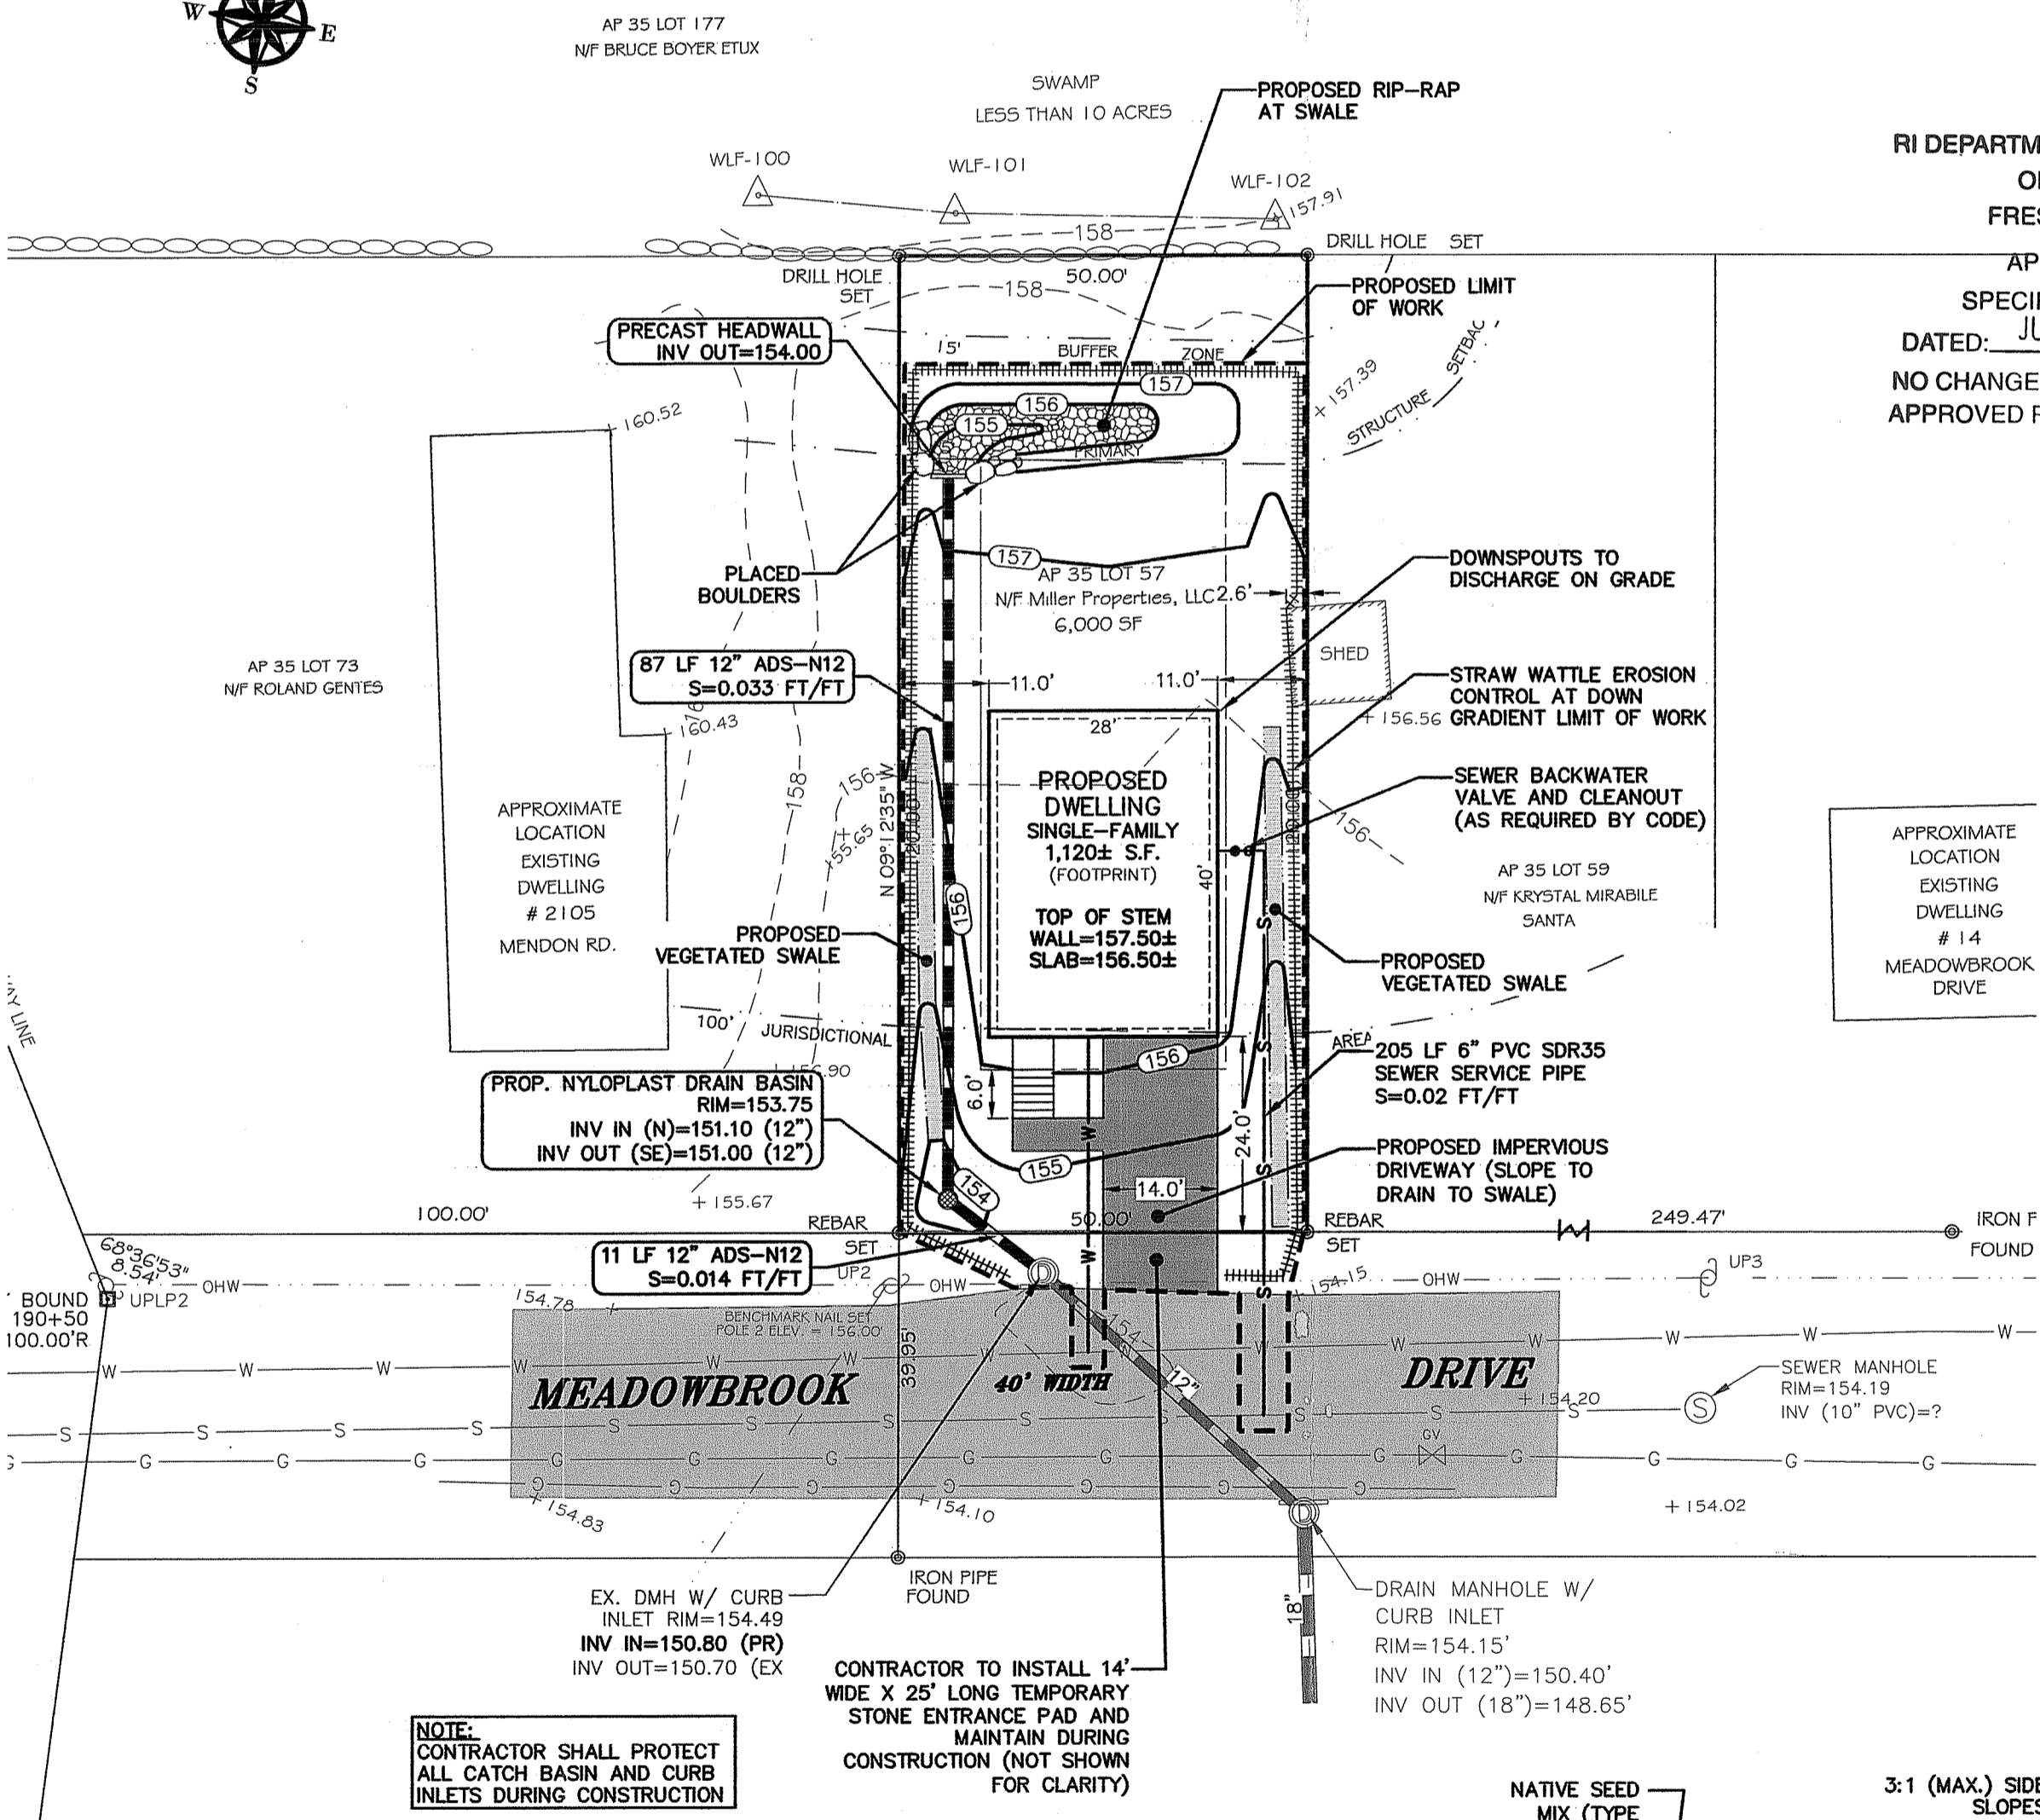 W
E
S
AP 35 LOT 177
N/F BRUCE BOYER ETUX
SWAMP
LESS THAN 10 ACRES
PROPOSED RIP-RAP
AT SWALE
WLF-100
WLF-101
WLF-102
157.91
158
RI DEPARTM
FRES
AP
SPECI
DATED: JU
NO CHANGE
APPROVED
DRILL HOLE SET
DRILL HOLE
SET
50.00'
158
PROPOSED LIMIT
OF WORK
PRECAST HEADWALL
INV OUT=154.00
15' BUFFER ZONE
STRUCTURE SETBAC
157
156
155
PRIMARY
+157.39
+160.52
PLACED
BOULDERS
157
AP 35 LOT 57
N/F Miller Properties, LLC
6,000 SF
2.6'
DOWNSPOUTS TO
DISCHARGE ON GRADE
SHED
AP 35 LOT 73
N/F ROLAND GENTES
87 LF 12" ADS-N12
S=0.033 FT/FT
11.0'
11.0'
STRAW WATTLE EROSION
CONTROL AT DOWN
GRADIENT LIMIT OF WORK
+156.56
+160.43
158
156
+155.65
N 09°12'35" W
28'
40'
PROPOSED
DWELLING
SINGLE-FAMILY
1,120± S.F.
(FOOTPRINT)
TOP OF STEM
WALL=157.50±
SLAB=156.50±
SEWER BACKWATER
VALVE AND CLEANOUT
(AS REQUIRED BY CODE)
156
156
APPROXIMATE
LOCATION
EXISTING
DWELLING
# 2105
MENDON RD.
AP 35 LOT 59
N/F KRYSTAL MIRABILE
SANTA
APPROXIMATE
LOCATION
EXISTING
DWELLING
# 14
MEADOWBROOK
DRIVE
PROPOSED
VEGETATED SWALE
PROPOSED
VEGETATED SWALE
S
S
S
S
100' JURISDICTIONAL AREA
LINE
156
205 LF 6" PVC SDR35
SEWER SERVICE PIPE
S=0.02 FT/FT
PROP. NYLOPLAST DRAIN BASIN
RIM=153.75
INV IN (N)=151.10 (12")
INV OUT (SE)=151.00 (12")
6.0'
24.0'
W
W
155
154
14.0'
PROPOSED IMPERVIOUS
DRIVEWAY (SLOPE TO
DRAIN TO SWALE)
+155.67
100.00'
REBAR
SET
50.00'
REBAR
SET
249.47'
IRON F
FOUND
68°36'53"
8.54'
11 LF 12" ADS-N12
S=0.014 FT/FT
OHW
UP2
OHW
D
154.15
OHW
UP3
BOUND
190+50
100.00'R
UPLP2
154.78
BENCHMARK NAIL SET
POLE 2 ELEV. = 156.00'
154
W W W W W W W W W W W W
39.95'
MEADOWBROOK DRIVE
40' WIDTH
12"
+154.20
SEWER MANHOLE
RIM=154.19
INV (10" PVC)=?
S S S S S S S S S S S S
GV
G G G G G G G G G G G G G
G G G G G G G
+154.83
+154.10
+154.02
D
IRON PIPE
FOUND
EX. DMH W/ CURB
INLET RIM=154.49
INV IN=150.80 (PR)
INV OUT=150.70 (EX
18"
DRAIN MANHOLE W/
CURB INLET
RIM=154.15'
INV IN (12")=150.40'
INV OUT (18")=148.65'
CONTRACTOR TO INSTALL 14'
WIDE X 25' LONG TEMPORARY
STONE ENTRANCE PAD AND
MAINTAIN DURING
CONSTRUCTION (NOT SHOWN
FOR CLARITY)
NOTE:
CONTRACTOR SHALL PROTECT
ALL CATCH BASIN AND CURB
INLETS DURING CONSTRUCTION
NATIVE SEED
MIX (TYPE
3:1 (MAX.) SIDE
SLOPES